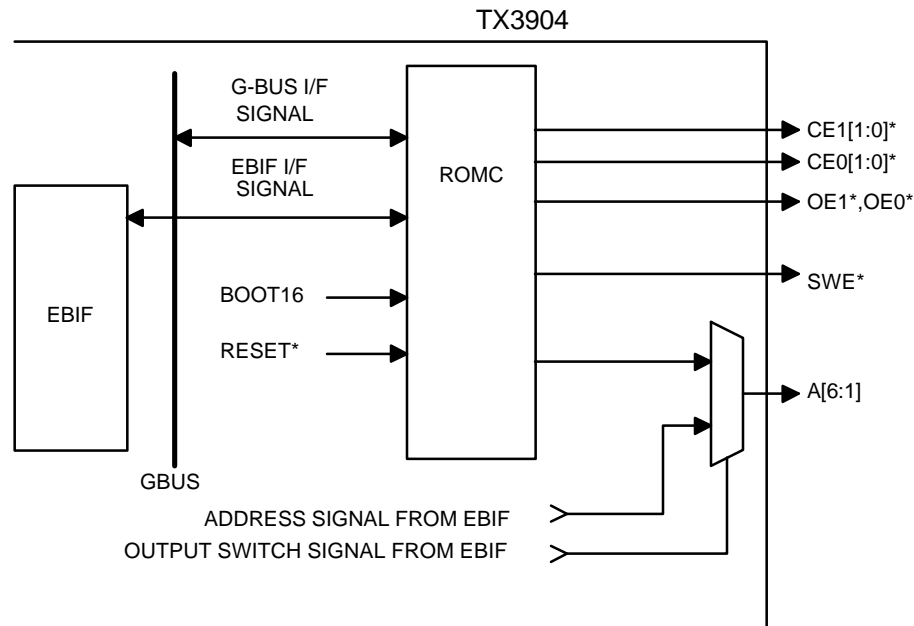 TX3904
G-BUS I/F
SIGNAL
CE1[1:0]*
CE0[1:0]*
EBIF I/F
SIGNAL
ROMC
OE1*,OE0*
SWE*
BOOT16
EBIF
RESET*
A[6:1]
GBUS
ADDRESS SIGNAL FROM EBIF
OUTPUT SWITCH SIGNAL FROM EBIF